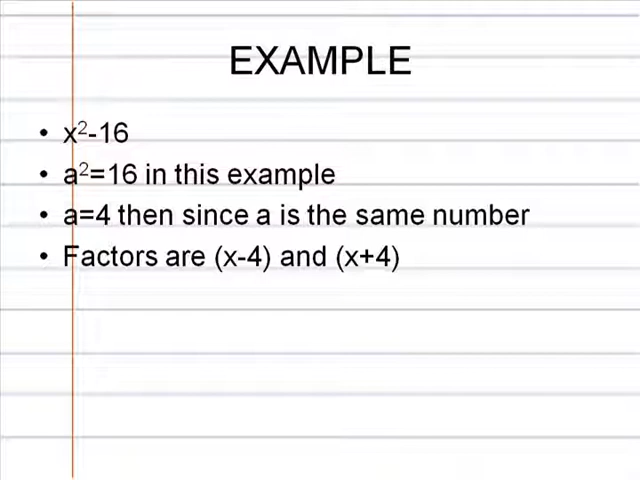 EXAMPLE
• x²-16
• a²=16 in this example
• a=4 then since a is the same number
• Factors are (x-4) and (x+4)